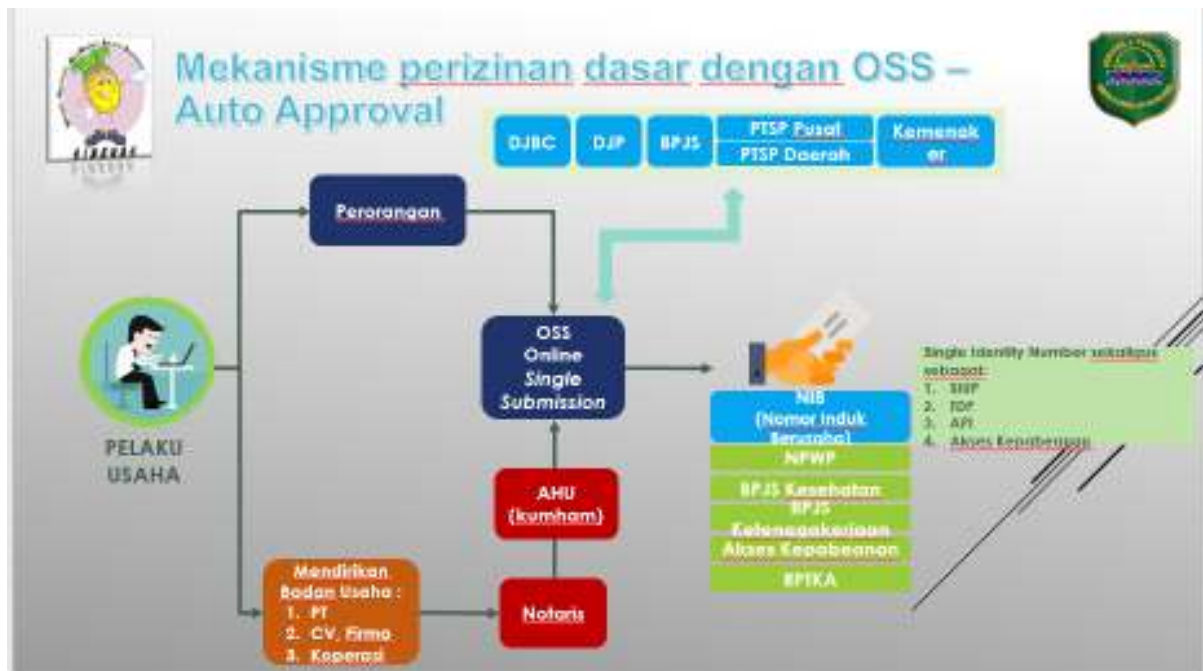 Mekanisme perizinan dasar dengan OSS –
Auto Approval
DJBC
DJP
BPJS
PTSP Pusat
PTSP Daerah
Kemenak
er
Perorangan
OSS
Online
Single
Submission
PELAKU
USAHA
AHU
(kumham)
Notaris
Mendirikan
Badan Usaha :
1. PT
2. CV, Firma
3. Koperasi
NIB
(Nomor Induk
Berusaha)
NPWP
BPJS Kesehatan
BPJS
Ketenagakerjaan
Akses Kepabeanan
RPTKA
Single Identity Number sekaligus
sebagai:
1. SIUP
2. TDP
3. API
4. Akses Kepabeanan